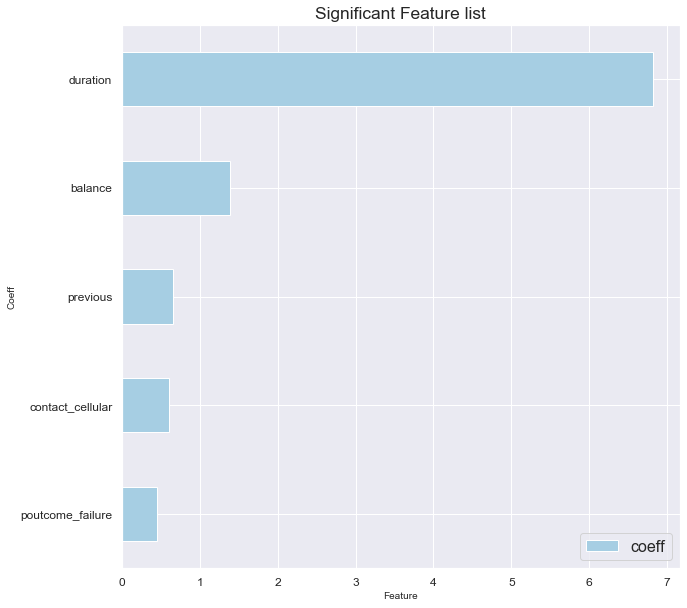 Significant Feature list
duration
balance
previous
contact_cellular
poutcome_failure
Coeff
0 1 2 3 4 5 6 7
Feature
coeff